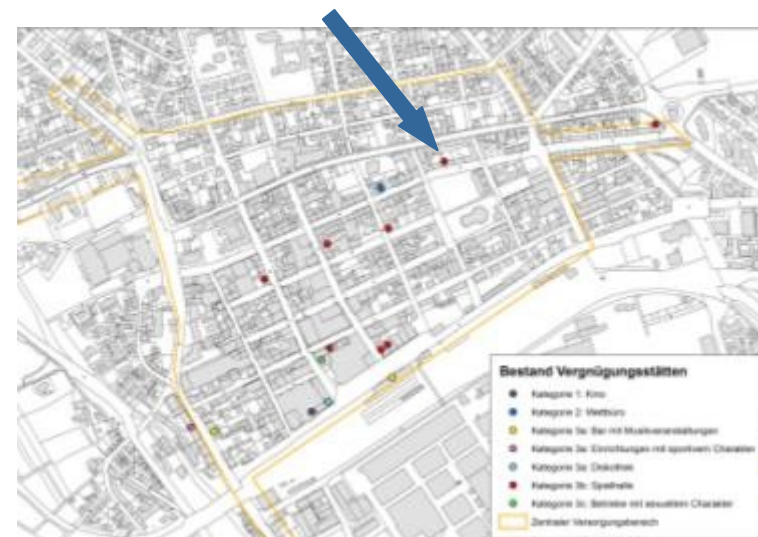 Bestand Vergnügungsstätten
Kategorie 1: Kino
Kategorie 2: Wettbüro
Kategorie 3a: Bar mit Musikveranstaltungen
Kategorie 3a: Einrichtungen mit sportivem Charakter
Kategorie 3a: Diskothek
Kategorie 3b: Spielhalle
Kategorie 3c: Betriebe mit sexuellem Charakter
Zentraler Versorgungsbereich